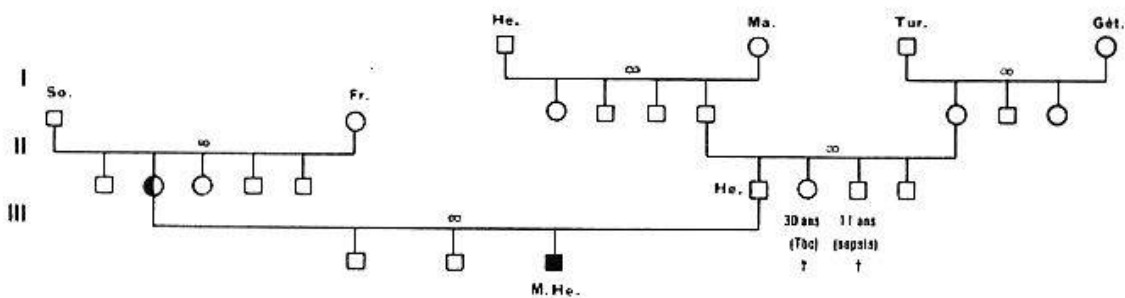 He. Ma. Tur. Gét.
I
So. Fr.
II
He.
III
30 ans 11 ans
(Tbc) (sepsis)
† †
M. He.